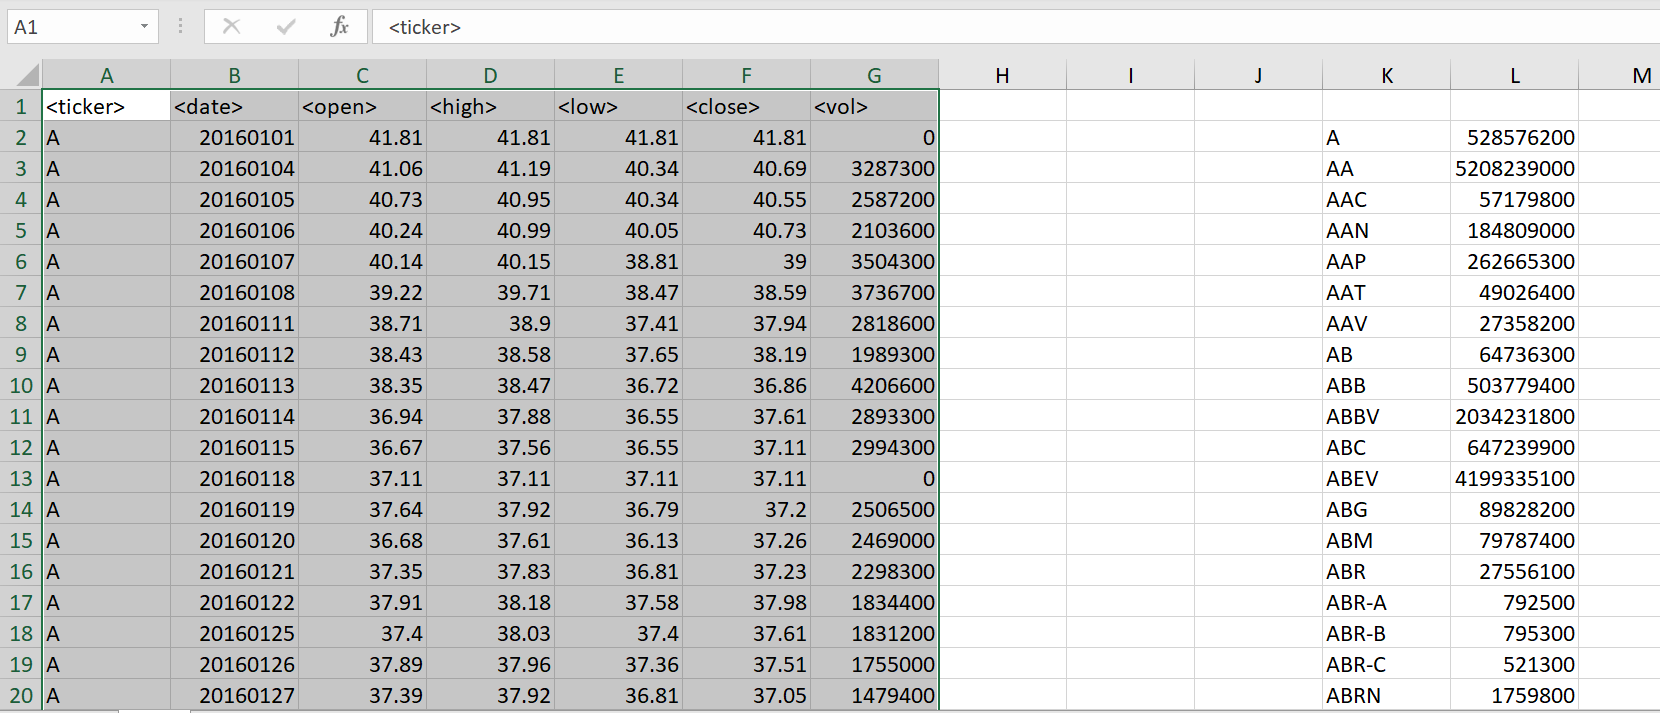 A1 fx <ticker>
A B C D E F G H I J K L M
1 <ticker> <date> <open> <high> <low> <close> <vol>
2 A 20160101 41.81 41.81 41.81 41.81 0 A 528576200
3 A 20160104 41.06 41.19 40.34 40.69 3287300 AA 5208239000
4 A 20160105 40.73 40.95 40.34 40.55 2587200 AAC 57179800
5 A 20160106 40.24 40.99 40.05 40.73 2103600 AAN 184809000
6 A 20160107 40.14 40.15 38.81 39 3504300 AAP 262665300
7 A 20160108 39.22 39.71 38.47 38.59 3736700 AAT 49026400
8 A 20160111 38.71 38.9 37.41 37.94 2818600 AAV 27358200
9 A 20160112 38.43 38.58 37.65 38.19 1989300 AB 64736300
10 A 20160113 38.35 38.47 36.72 36.86 4206600 ABB 503779400
11 A 20160114 36.94 37.88 36.55 37.61 2893300 ABBV 2034231800
12 A 20160115 36.67 37.56 36.55 37.11 2994300 ABC 647239900
13 A 20160118 37.11 37.11 37.11 37.11 0 ABEV 4199335100
14 A 20160119 37.64 37.92 36.79 37.2 2506500 ABG 89828200
15 A 20160120 36.68 37.61 36.13 37.26 2469000 ABM 79787400
16 A 20160121 37.35 37.83 36.81 37.23 2298300 ABR 27556100
17 A 20160122 37.91 38.18 37.58 37.98 1834400 ABR-A 792500
18 A 20160125 37.4 38.03 37.4 37.61 1831200 ABR-B 795300
19 A 20160126 37.89 37.96 37.36 37.51 1755000 ABR-C 521300
20 A 20160127 37.39 37.92 36.81 37.05 1479400 ABRN 1759800